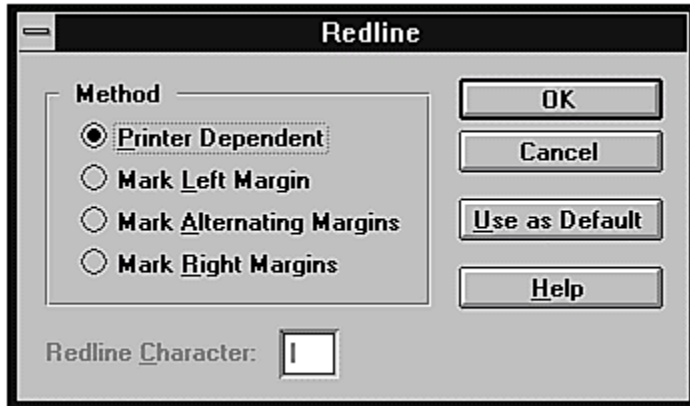 Redline
Method
Printer Dependent
Mark Left Margin
Mark Alternating Margins
Mark Right Margins
OK
Cancel
Use as Default
Help
Redline Character: |